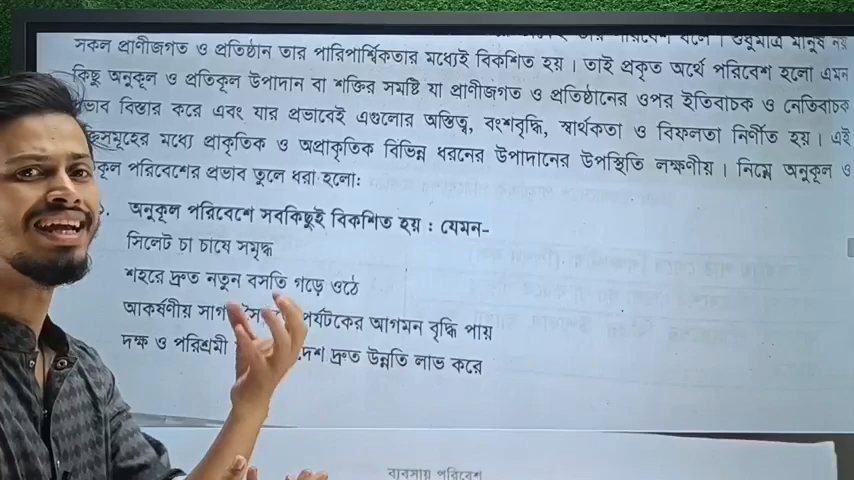 সকল প্রাণীজগত ও প্রতিষ্ঠান তার পারিপার্শ্বিকতার মধ্যেই বিকশিত হয়। তাই প্রকৃত অর্থে পরিবেশ হলো এমন
কিছু অনুকূল ও প্রতিকূল উপাদান বা শক্তির সমষ্টি যা প্রাণীজগত ও প্রতিষ্ঠানের ওপর ইতিবাচক ও নেতিবাচক
প্রভাব বিস্তার করে এবং যার প্রভাবেই এগুলোর অস্তিত্ব, বংশবৃদ্ধি, স্বার্থকতা ও বিফলতা নির্ণীত হয়। এই
মধ্যে প্রাকৃতিক ও অপ্রাকৃতিক বিভিন্ন ধরনের উপাদানের উপস্থিতি লক্ষণীয়। নিম্নে অনুকূল ও
পরিবেশের প্রভাব তুলে ধরা হলো:
অনুকূল পরিবেশে সবকিছুই বিকশিত হয় : যেমন-
সিলেট চা চাষে সমৃদ্ধ
শহরে দ্রুত নতুন বসতি গড়ে ওঠে
আকর্ষণীয় পর্যটকের আগমন বৃদ্ধি পায়
দক্ষ ও পরিশ্রমী দ্রুত উন্নতি লাভ করে
ব্যবসায় পরিবেশ